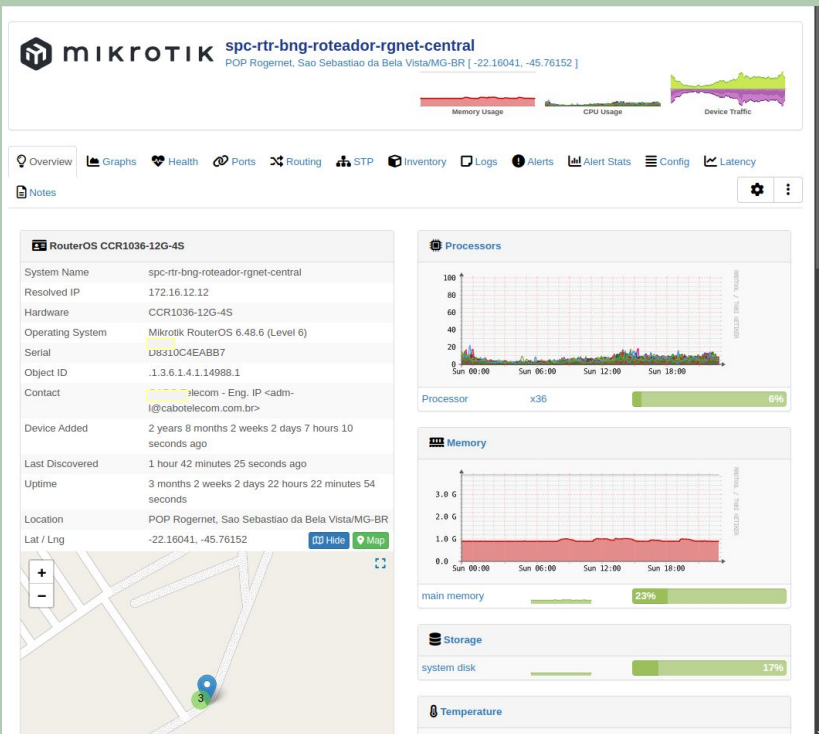 mikrotik
spc-rtr-bng-roteador-rgnet-central
POP Rogernet, Sao Sebastiao da Bela Vista/MG-BR [ -22.16041, -45.76152 ]
Memory Usage
CPU Usage
Device Traffic
Overview Graphs Health Ports Routing STP Inventory Logs Alerts Alert Stats Config Latency
Notes
RouterOS CCR1036-12G-4S
System Name spc-rtr-bng-roteador-rgnet-central
Resolved IP 172.16.12.12
Hardware CCR1036-12G-4S
Operating System Mikrotik RouterOS 6.48.6 (Level 6)
Serial D8310C4EABB7
Object ID .1.3.6.1.4.1.14988.1
Contact elecom - Eng. IP <adm-
l@cabotelecom.com.br>
Device Added 2 years 8 months 2 weeks 2 days 7 hours 10
seconds ago
Last Discovered 1 hour 42 minutes 25 seconds ago
Uptime 3 months 2 weeks 2 days 22 hours 22 minutes 54
seconds
Location POP Rogernet, Sao Sebastiao da Bela Vista/MG-BR
Lat / Lng -22.16041, -45.76152 Hide Map
+
−
3
Processors
100
80
60
40
20
0
Sun 00:00 Sun 06:00 Sun 12:00 Sun 18:00
Processor x36 6%
Memory
3.0 G
2.0 G
1.0 G
0.0
Sun 00:00 Sun 06:00 Sun 12:00 Sun 18:00
main memory 23%
Storage
system disk 17%
Temperature